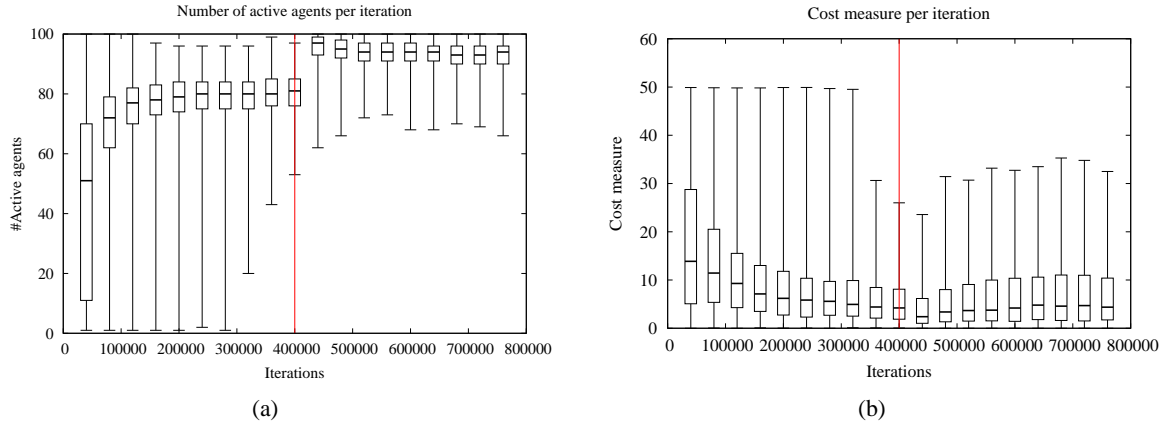 Number of active agents per iteration
100
80
60
40
20
0
#Active agents
0 100000 200000 300000 400000 500000 600000 700000 800000
Iterations
(a)
Cost measure per iteration
60
50
40
30
20
10
0
Cost measure
0 100000 200000 300000 400000 500000 600000 700000 800000
Iterations
(b)